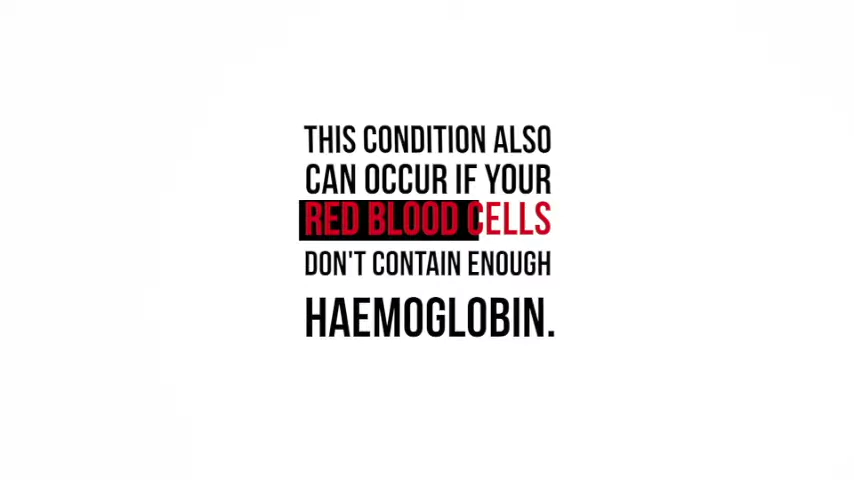 THIS CONDITION ALSO
CAN OCCUR IF YOUR
RED BLOOD CELLS
DON'T CONTAIN ENOUGH
HAEMOGLOBIN.